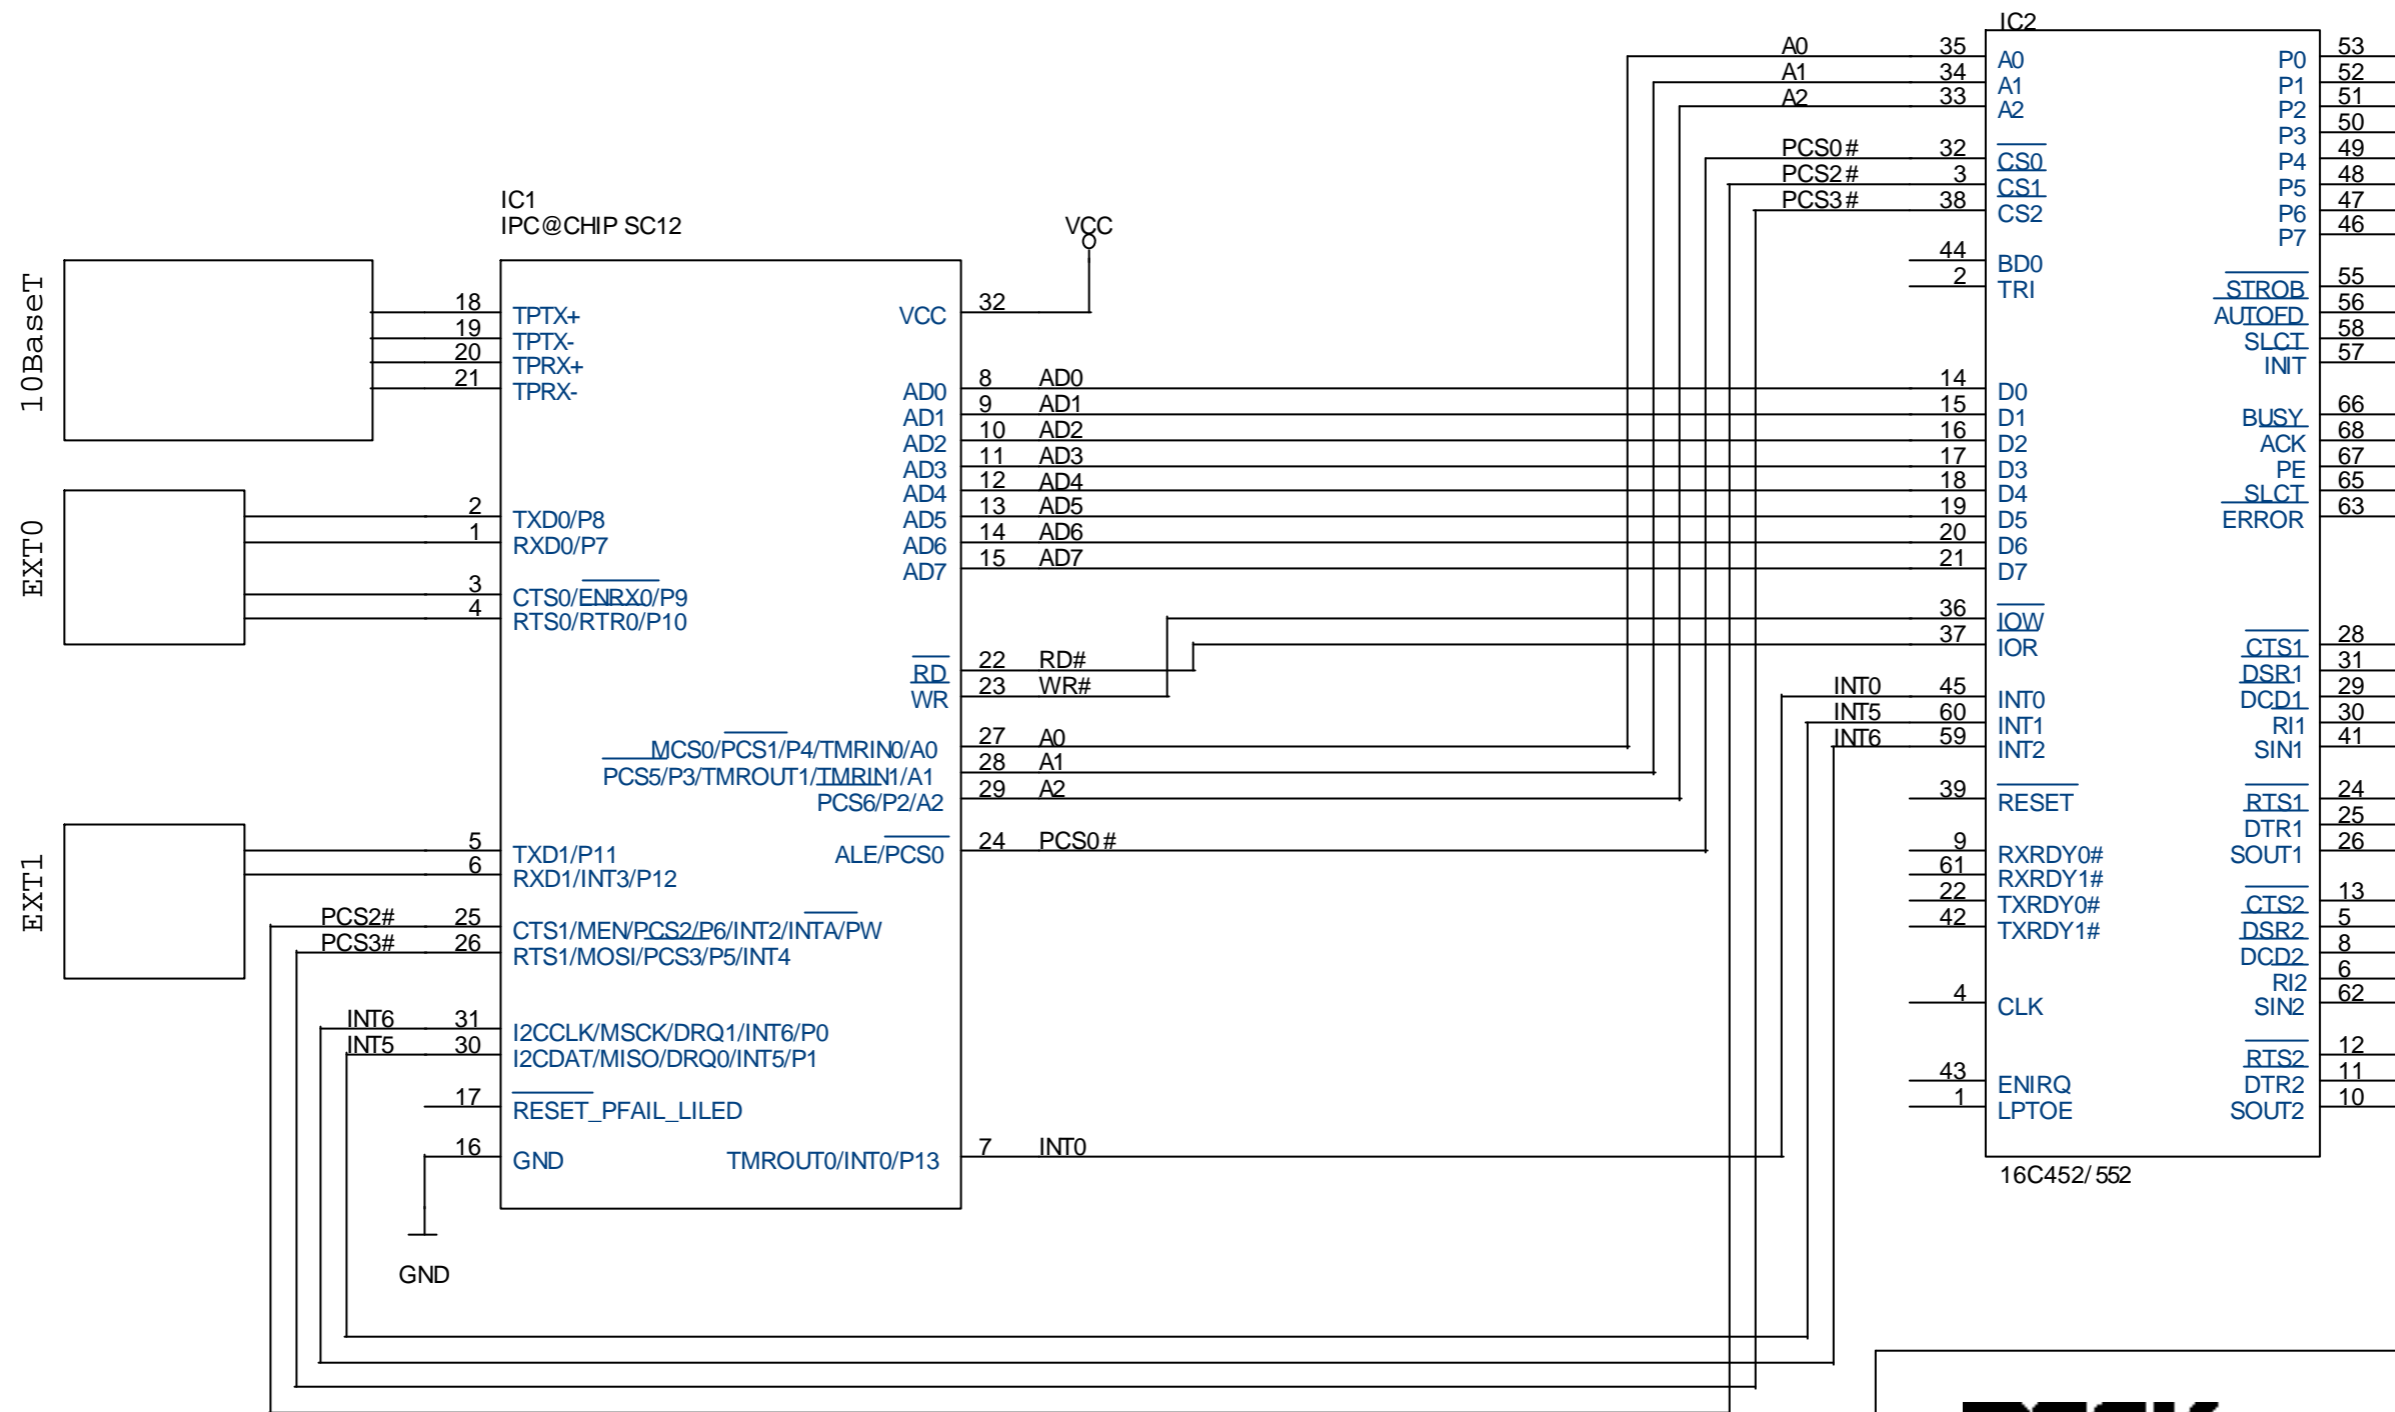 10BaseT
EXT0
EXT1
IC1
IPC@CHIP SC12
VCC
18 TPTX+
19 TPTX-
20 TPRX+
21 TPRX-
2 TXD0/P8
1 RXD0/P7
3 CTS0/ENRX0/P9
4 RTS0/RTR0/P10
5 TXD1/P11
6 RXD1/INT3/P12
PCS2# 25 CTS1/MEN/PCS2/P6/INT2/INTA/PW
PCS3# 26 RTS1/MOSI/PCS3/P5/INT4
INT6 31 I2CCLK/MSCK/DRQ1/INT6/P0
INT5 30 I2CDAT/MISO/DRQ0/INT5/P1
17 RESET_PFAIL_LILED
16 GND
GND
VCC 32
AD0 8 AD0
AD1 9 AD1
AD2 10 AD2
AD3 11 AD3
AD4 12 AD4
AD5 13 AD5
AD6 14 AD6
AD7 15 AD7
RD 22 RD#
WR 23 WR#
MCS0/PCS1/P4/TMRIN0/A0 27 A0
PCS5/P3/TMROUT1/TMRIN1/A1 28 A1
PCS6/P2/A2 29 A2
ALE/PCS0 24 PCS0#
TMROUT0/INT0/P13 7 INT0
IC2
A0 35 A0
A1 34 A1
A2 33 A2
PCS0# 32 CS0
PCS2# 3 CS1
PCS3# 38 CS2
44 BD0
2 TRI
14 D0
15 D1
16 D2
17 D3
18 D4
19 D5
20 D6
21 D7
36 IOW
37 IOR
INT0 45 INT0
INT5 60 INT1
INT6 59 INT2
39 RESET
9 RXRDY0#
61 RXRDY1#
22 TXRDY0#
42 TXRDY1#
4 CLK
43 ENIRQ
1 LPTOE
P0 53
P1 52
P2 51
P3 50
P4 49
P5 48
P6 47
P7 46
STROB 55
AUTOFD 56
SLCT 58
INIT 57
BUSY 66
ACK 68
PE 67
SLCT 65
ERROR 63
CTS1 28
DSR1 31
DCD1 29
RI1 30
SIN1 41
RTS1 24
DTR1 25
SOUT1 26
CTS2 13
DSR2 5
DCD2 8
RI2 6
SIN2 62
RTS2 12
DTR2 11
SOUT2 10
16C452/552